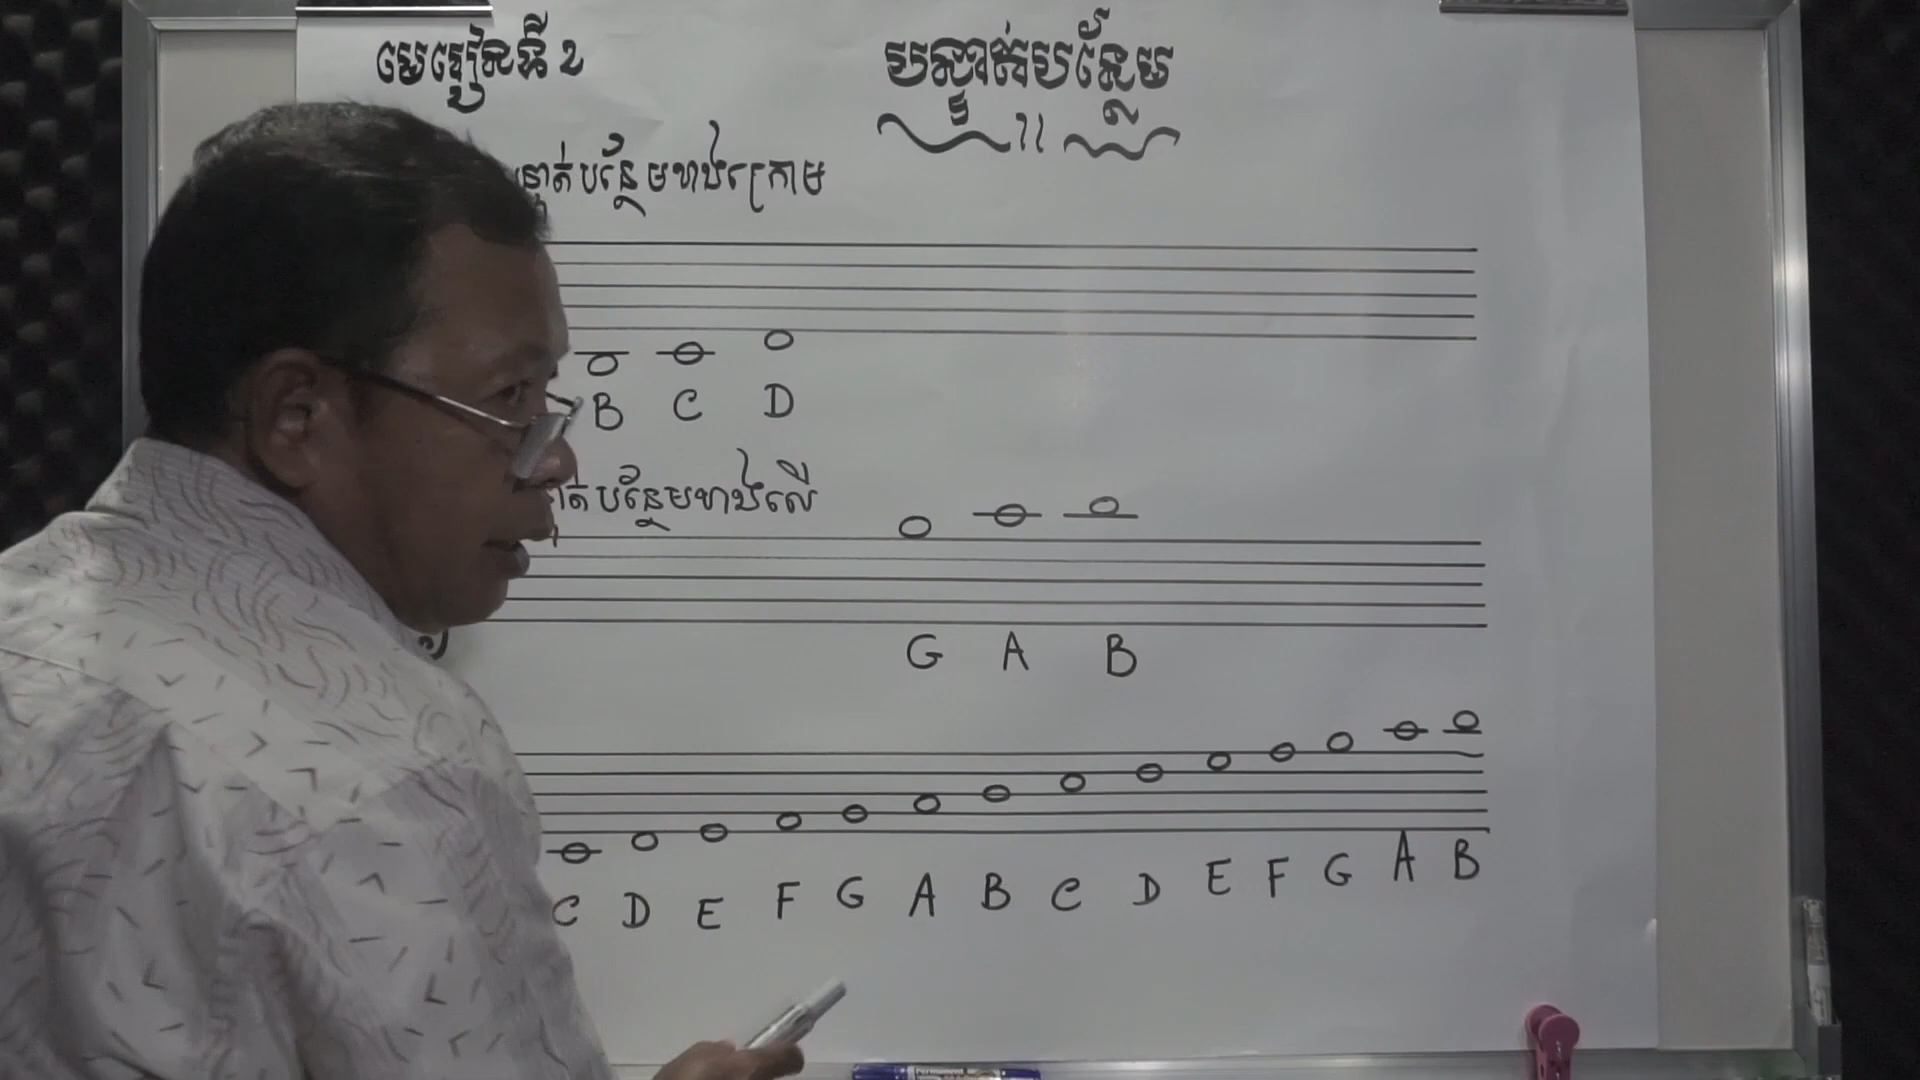 មេរៀនទី ២
បន្ទាត់បន្ថែម
បន្ទាត់បន្ថែមខាងក្រោម
B C D
បន្ទាត់បន្ថែមខាងលើ
G A B
C D E F G A B C D E F G A B
Permanent